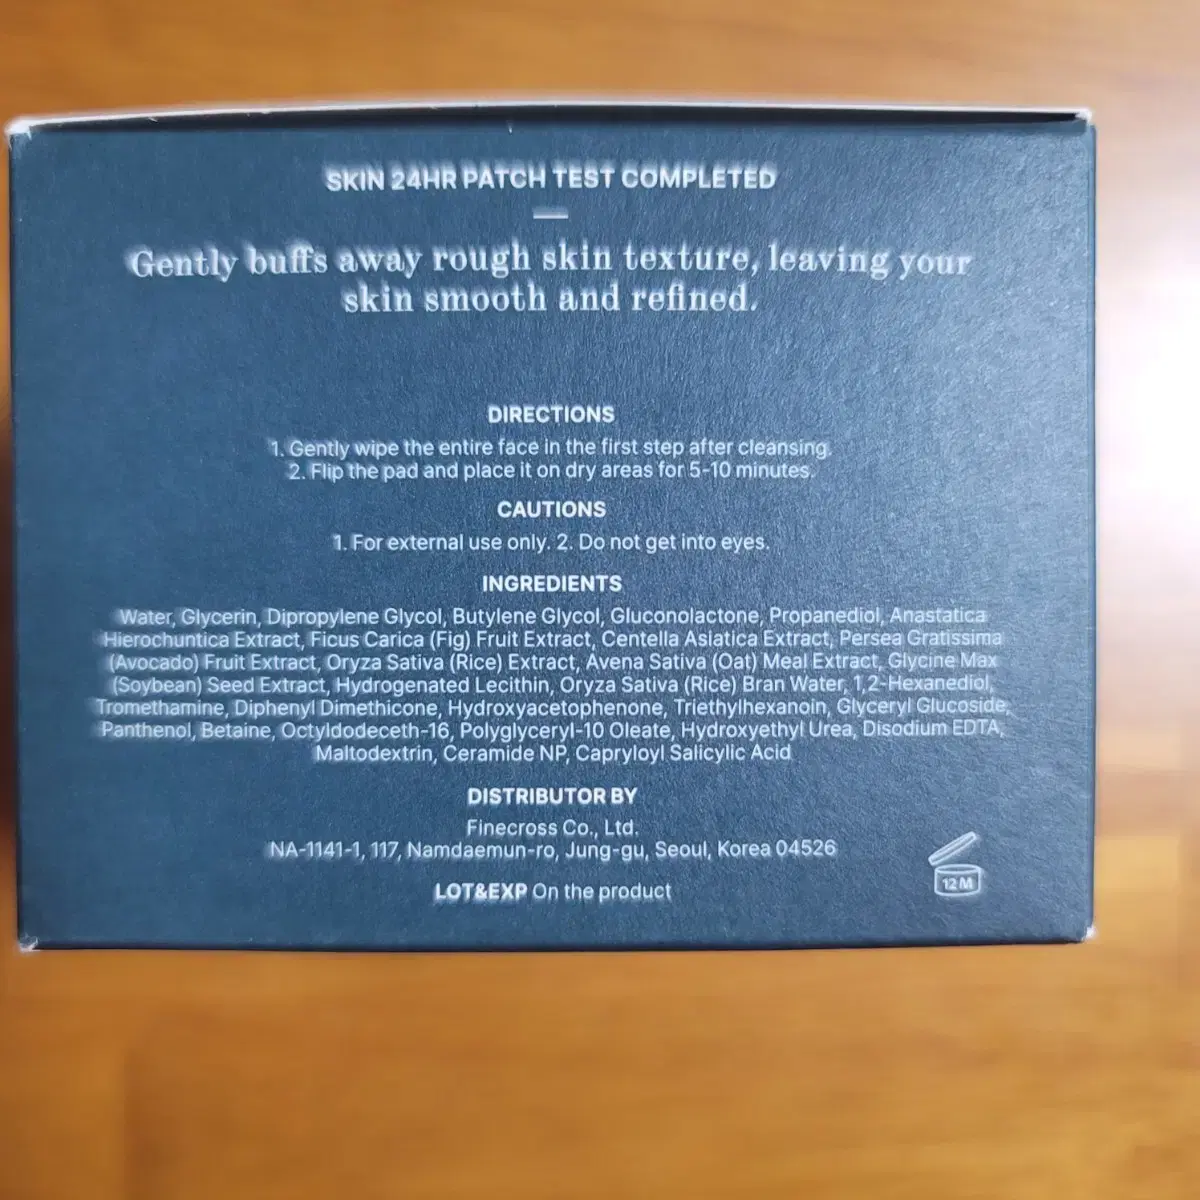 SKIN 24HR PATCH TEST COMPLETED
Gently buffs away rough skin texture, leaving your
skin smooth and refined.
DIRECTIONS
1. Gently wipe the entire face in the first step after cleansing.
2. Flip the pad and place it on dry areas for 5-10 minutes.
CAUTIONS
1. For external use only. 2. Do not get into eyes.
INGREDIENTS
Water, Glycerin, Dipropylene Glycol, Butylene Glycol, Gluconolactone, Propanediol, Anastatica
Hierochuntica Extract, Ficus Carica (Fig) Fruit Extract, Centella Asiatica Extract, Persea Gratissima
(Avocado) Fruit Extract, Oryza Sativa (Rice) Extract, Avena Sativa (Oat) Meal Extract, Glycine Max
(Soybean) Seed Extract, Hydrogenated Lecithin, Oryza Sativa (Rice) Bran Water, 1,2-Hexanediol,
Tromethamine, Diphenyl Dimethicone, Hydroxyacetophenone, Triethylhexanoin, Glyceryl Glucoside,
Panthenol, Betaine, Octyldodeceth-16, Polyglyceryl-10 Oleate, Hydroxyethyl Urea, Disodium EDTA,
Maltodextrin, Ceramide NP, Capryloyl Salicylic Acid
DISTRIBUTOR BY
Finecross Co., Ltd.
NA-1141-1, 117, Namdaemun-ro, Jung-gu, Seoul, Korea 04526
12 M
LOT&EXP On the product